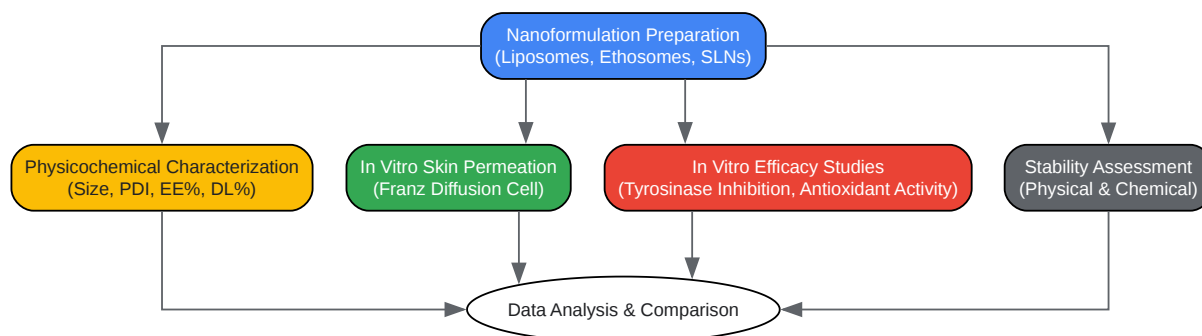 Nanoformulation Preparation
(Liposomes, Ethosomes, SLNs)
Physicochemical Characterization
(Size, PDI, EE%, DL%)
In Vitro Skin Permeation
(Franz Diffusion Cell)
In Vitro Efficacy Studies
(Tyrosinase Inhibition, Antioxidant Activity)
Stability Assessment
(Physical & Chemical)
Data Analysis & Comparison